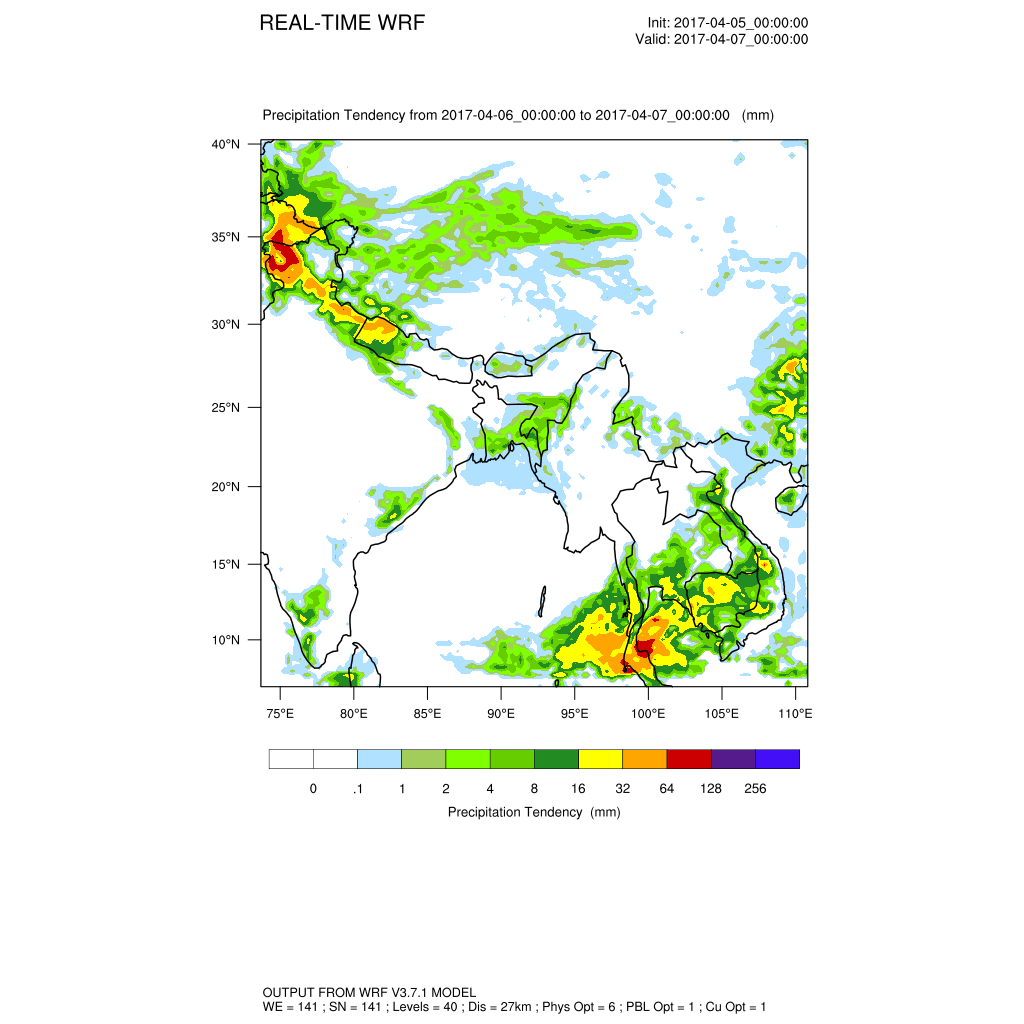 REAL-TIME WRF
Init: 2017-04-05_00:00:00
Valid: 2017-04-07_00:00:00
Precipitation Tendency from 2017-04-06_00:00:00 to 2017-04-07_00:00:00 (mm)
40°N
35°N
30°N
25°N
20°N
15°N
10°N
75°E 80°E 85°E 90°E 95°E 100°E 105°E 110°E
0 .1 1 2 4 8 16 32 64 128 256
Precipitation Tendency (mm)
OUTPUT FROM WRF V3.7.1 MODEL
WE = 141 ; SN = 141 ; Levels = 40 ; Dis = 27km ; Phys Opt = 6 ; PBL Opt = 1 ; Cu Opt = 1